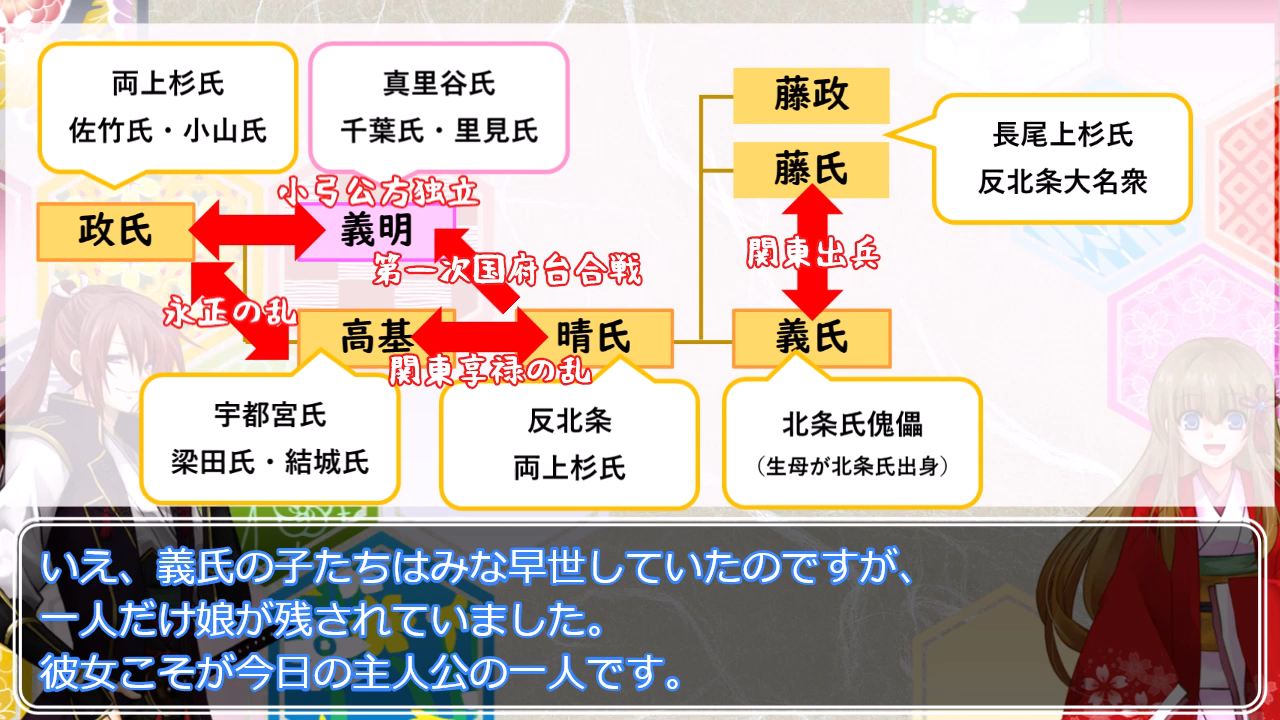 両上杉氏
佐竹氏・小山氏
真里谷氏
千葉氏・里見氏
藤政
藤氏
長尾上杉氏
反北条大名衆
小弓公方独立
政氏
義明
第一次国府台合戦
関東出兵
永正の乱
高基
晴氏
義氏
関東享禄の乱
宇都宮氏
梁田氏・結城氏
反北条
両上杉氏
北条氏傀儡
（生母が北条氏出身）
いえ、義氏の子たちはみな早世していたのですが、
一人だけ娘が残されていました。
彼女こそが今日の主人公の一人です。